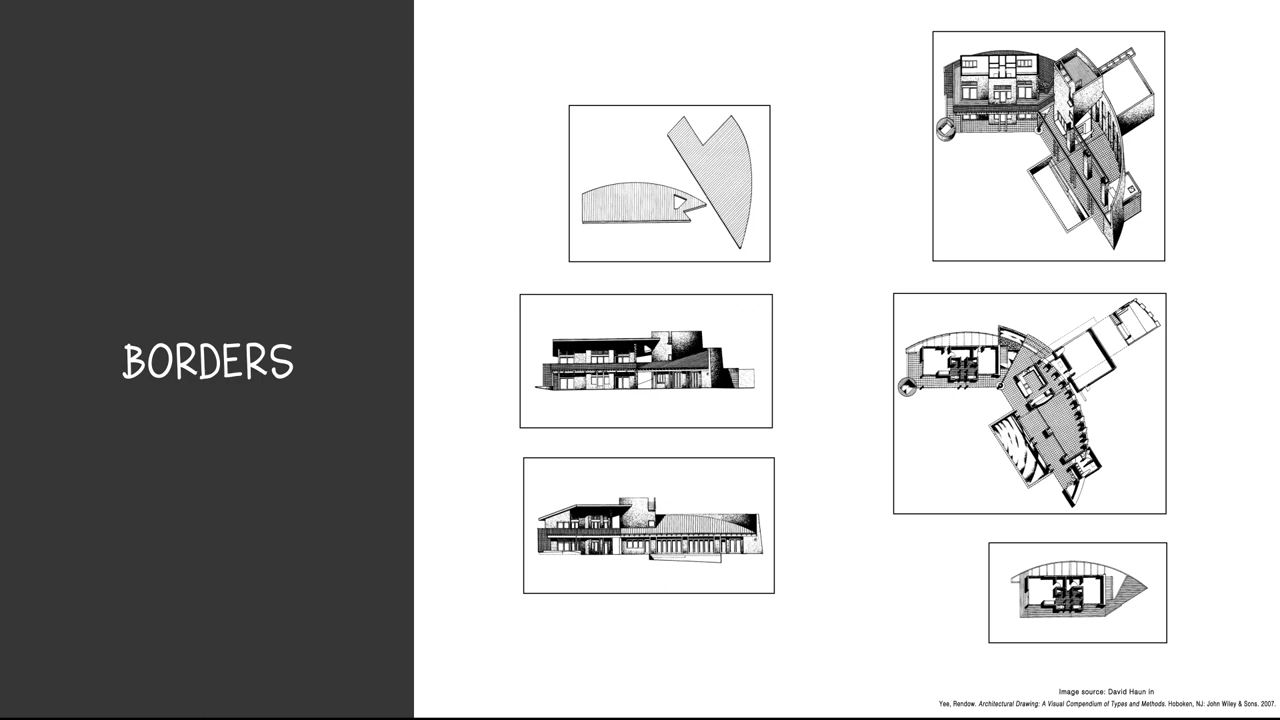 BORDERS
Image source: David Haun in
Yee, Rendow. Architectural Drawing: A Visual Compendium of Types and Methods. Hoboken, NJ: John Wiley & Sons. 2007.